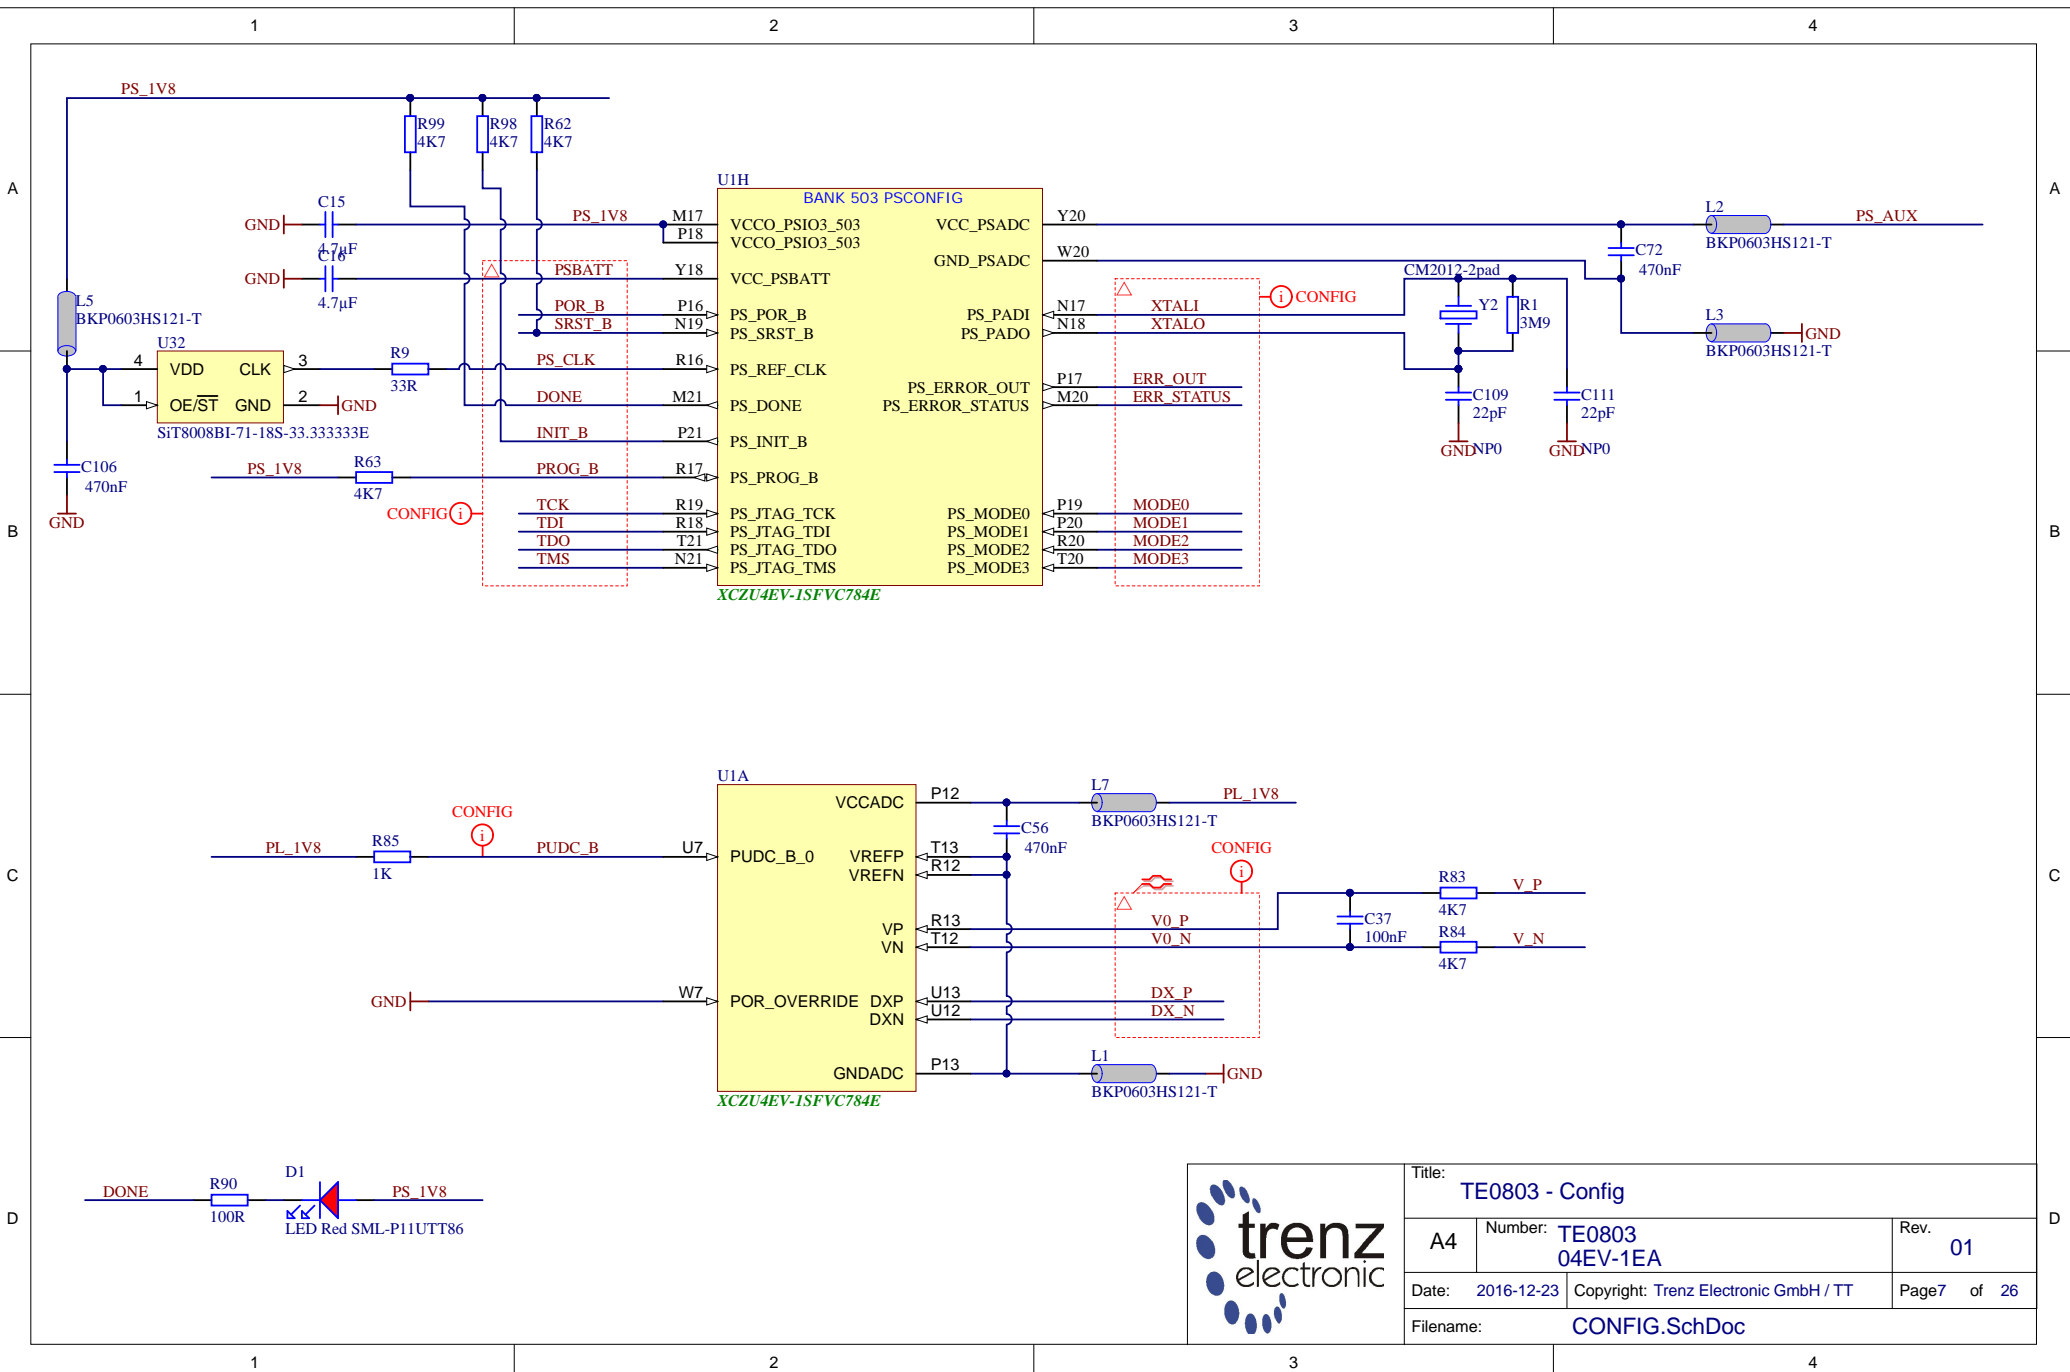 1 2 3 4
A A
B B
C C
D D
PS_1V8
R99
4K7
R98
4K7
R62
4K7
C15
4.7µF
GND
C16
4.7µF
GND
PS_1V8
L5
BKP0603HS121-T
U32
4 VDD CLK 3
1 OE/ST GND 2 GND
SiT8008BI-71-18S-33.333333E
R9
33R
C106
470nF
GND
PS_1V8
R63
4K7
CONFIG i
PSBATT
POR_B
SRST_B
PS_CLK
DONE
INIT_B
PROG_B
TCK
TDI
TDO
TMS
U1H
BANK 503 PSCONFIG
M17 VCCO_PSIO3_503
P18 VCCO_PSIO3_503
Y18 VCC_PSBATT
P16 PS_POR_B
N19 PS_SRST_B
R16 PS_REF_CLK
M21 PS_DONE
P21 PS_INIT_B
R17 PS_PROG_B
R19 PS_JTAG_TCK
R18 PS_JTAG_TDI
T21 PS_JTAG_TDO
N21 PS_JTAG_TMS
VCC_PSADC Y20
GND_PSADC W20
PS_PADI N17 XTALI
PS_PADO N18 XTALO
PS_ERROR_OUT P17 ERR_OUT
PS_ERROR_STATUS M20 ERR_STATUS
PS_MODE0 P19 MODE0
PS_MODE1 P20 MODE1
PS_MODE2 R20 MODE2
PS_MODE3 T20 MODE3
XCZU4EV-1SFVC784E
i CONFIG
CM2012-2pad
Y2
R1
3M9
C109
22pF
GND NP0
C111
22pF
GND NP0
L2
BKP0603HS121-T
PS_AUX
C72
470nF
L3
BKP0603HS121-T
GND
U1A
PL_1V8
R85
1K
CONFIG
i
PUDC_B
U7 PUDC_B_0
GND
W7 POR_OVERRIDE
VCCADC P12
VREFP T13
VREFN R12
VP R13 V0_P
VN T12 V0_N
DXP U13 DX_P
DXN U12 DX_N
GNDADC P13
XCZU4EV-1SFVC784E
L7
BKP0603HS121-T
PL_1V8
C56
470nF
CONFIG
i
C37
100nF
R83
4K7
V_P
R84
4K7
V_N
L1
BKP0603HS121-T
GND
DONE
R90
100R
D1
LED Red SML-P11UTT86
PS_1V8
trenz
electronic
Title:
TE0803 - Config
A4
Number: TE0803
04EV-1EA
Rev.
01
Date: 2016-12-23
Copyright: Trenz Electronic GmbH / TT
Page7 of 26
Filename: CONFIG.SchDoc
1 2 3 4